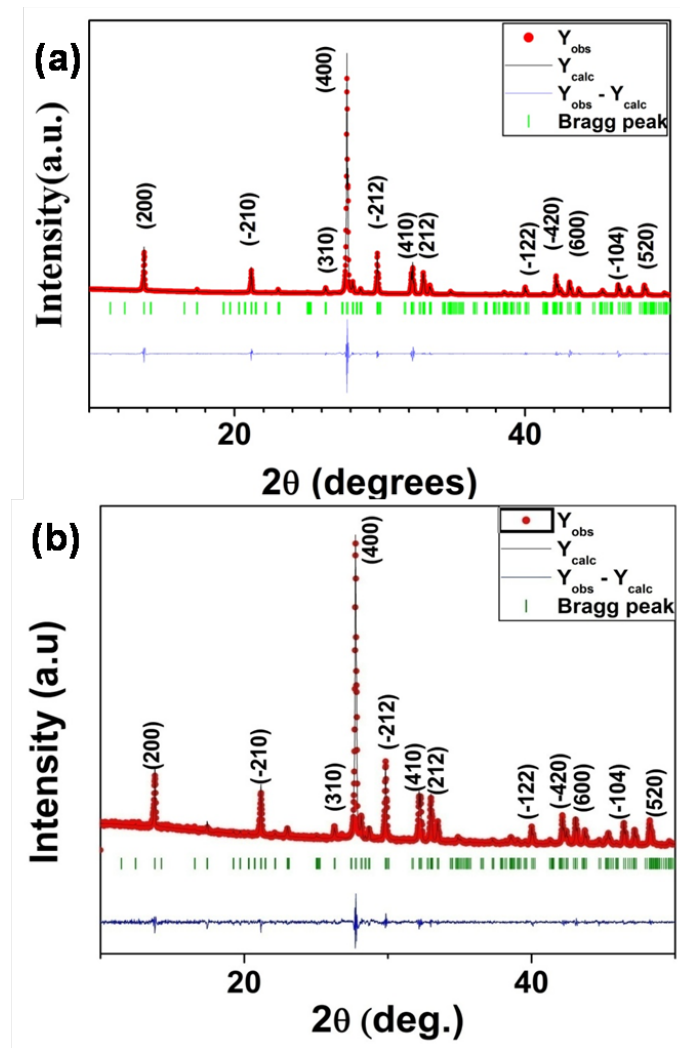 (a)
Intensity(a.u.)
(200)
(-210)
(310)
(400)
(-212)
(410)
(212)
(-122)
(-420)
(600)
(-104)
(520)
Yobs
Ycalc
Yobs - Ycalc
Bragg peak
20
40
2θ (degrees)
(b)
Intensity (a.u)
(200)
(-210)
(310)
(400)
(-212)
(410)
(212)
(-122)
(-420)
(600)
(-104)
(520)
Yobs
Ycalc
Yobs - Ycalc
Bragg peak
20
40
2θ (deg.)